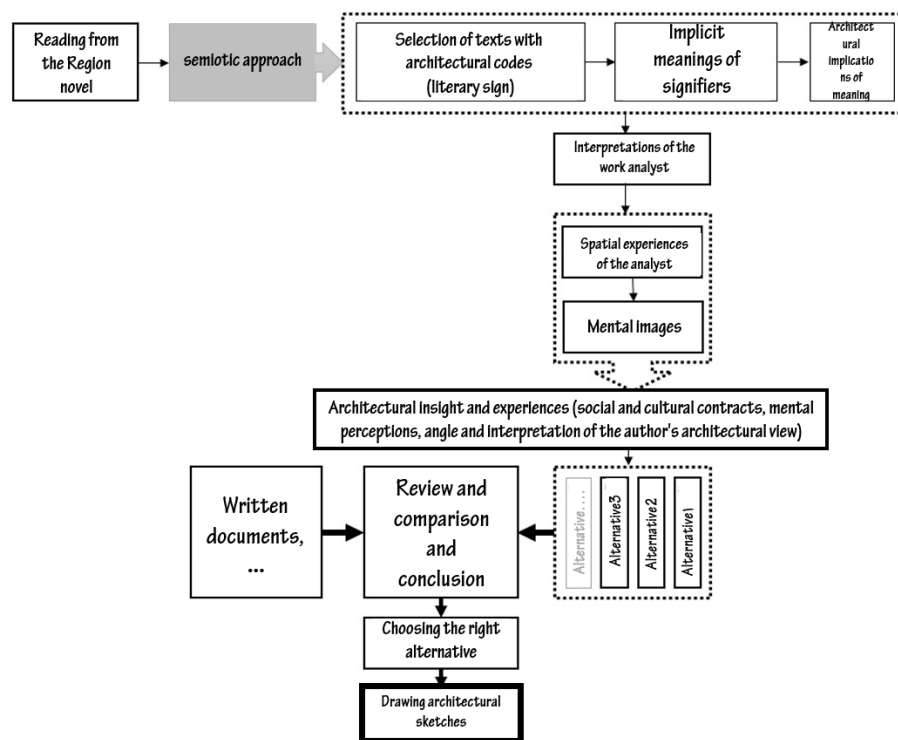 Reading from
the Region
novel
semiotic approach
Selection of texts with
architectural codes
(literary sign)
Implicit
meanings of
signifiers
Architect
ural
implicatio
ns of
meaning
Interpretations of the
work analyst
Spatial experiences
of the analyst
Mental images
Architectural insight and experiences (social and cultural contracts, mental
perceptions, angle and interpretation of the author's architectural view)
Written
documents,
...
Review and
comparison
and
conclusion
Alternative....
Alternative3
Alternative2
Alternative1
Choosing the right
alternative
Drawing architectural
sketches